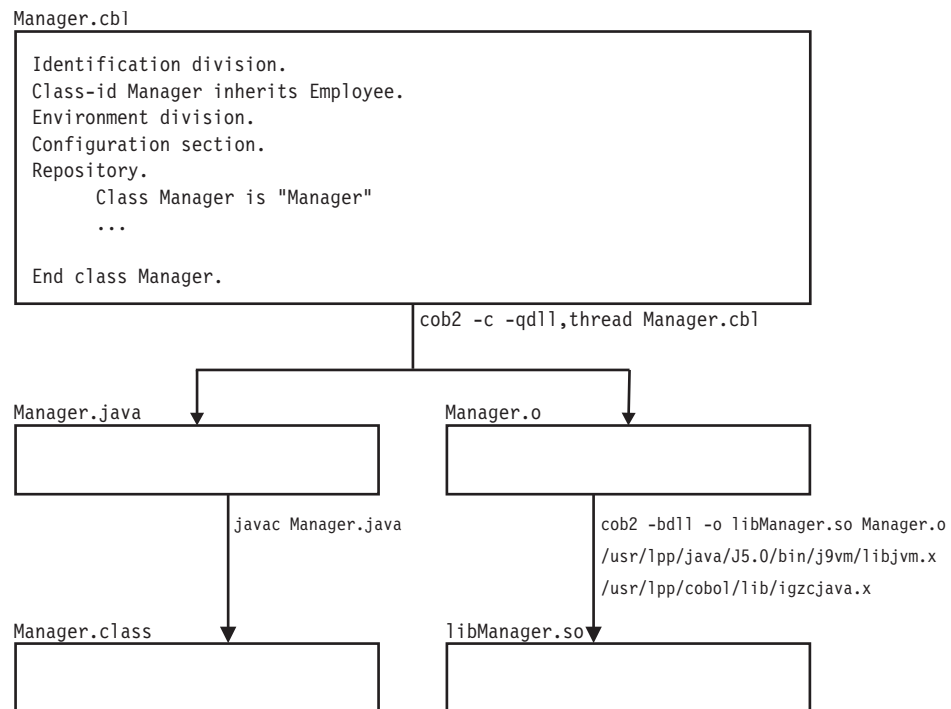 Manager.cbl
Identification division.
Class-id Manager inherits Employee.
Environment division.
Configuration section.
Repository.
Class Manager is "Manager"
...
End class Manager.
cob2 -c -qdll,thread Manager.cbl
Manager.java
Manager.o
javac Manager.java
cob2 -bdll -o libManager.so Manager.o
/usr/lpp/java/J5.0/bin/j9vm/libjvm.x
/usr/lpp/cobol/lib/igzcjava.x
Manager.class
libManager.so